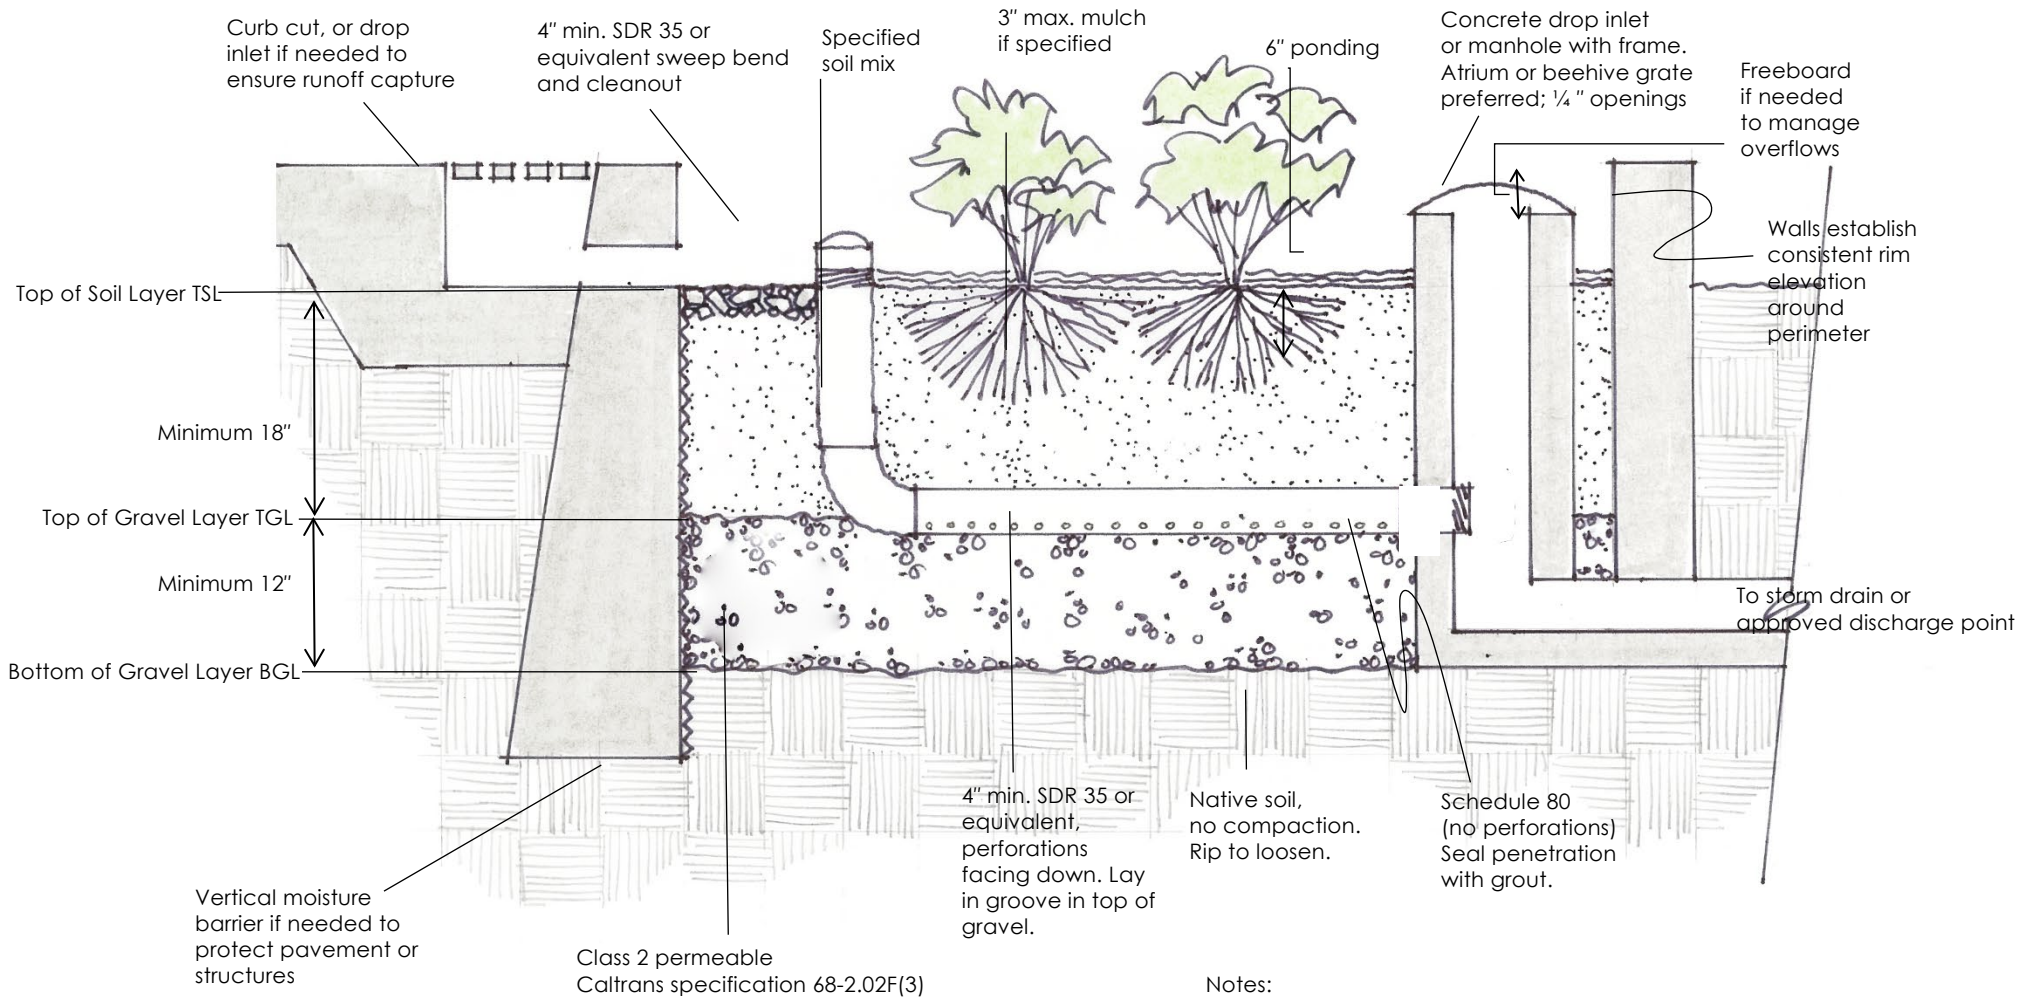 Curb cut, or drop
inlet if needed to
ensure runoff capture
4" min. SDR 35 or
equivalent sweep bend
and cleanout
Specified
soil mix
3" max. mulch
if specified
6" ponding
Concrete drop inlet
or manhole with frame.
Atrium or beehive grate
preferred; ¼ " openings
Freeboard
if needed
to manage
overflows
Walls establish
consistent rim
elevation
around
perimeter
Top of Soil Layer TSL
Minimum 18"
Top of Gravel Layer TGL
Minimum 12"
Bottom of Gravel Layer BGL
To storm drain or
approved discharge point
4" min. SDR 35 or
equivalent,
perforations
facing down. Lay
in groove in top of
gravel.
Native soil,
no compaction.
Rip to loosen.
Schedule 80
(no perforations)
Seal penetration
with grout.
Vertical moisture
barrier if needed to
protect pavement or
structures
Class 2 permeable
Caltrans specification 68-2.02F(3)
Notes: